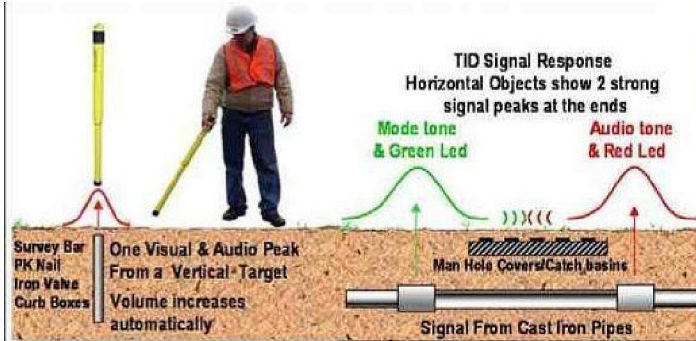 TID Signal Response
Horizontal Objects show 2 strong
signal peaks at the ends
Mode tone
& Green Led
Audio tone
& Red Led
Survey Bar
PK Nail
Iron Valve
Curb Boxes
One Visual & Audio Peak
From a Vertical Target
Volume increases
automatically
Man Hole Covers/Catch basins
Signal From Cast Iron Pipes